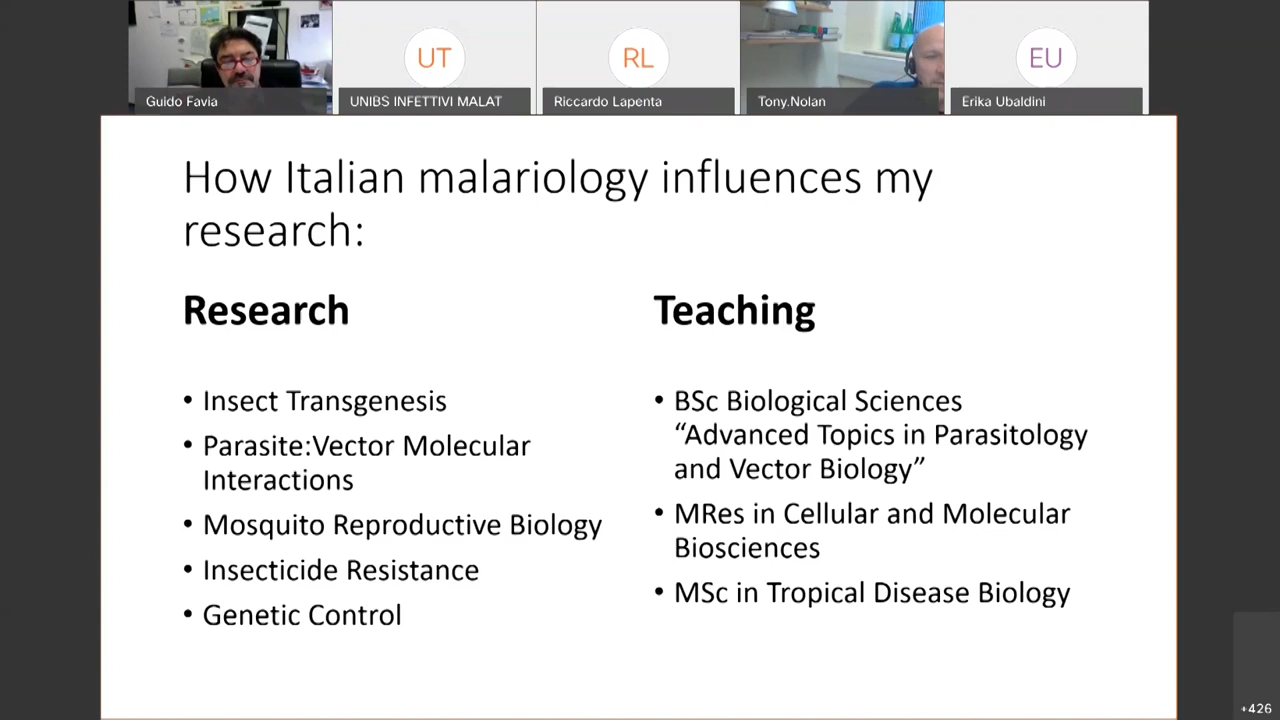 UT
RL
EU
Guido Favia
UNIBS INFETTIVI MALAT
Riccardo Lapenta
Tony.Nolan
Erika Ubaldini
How Italian malariology influences my
research:
Research
• Insect Transgenesis
• Parasite:Vector Molecular
Interactions
• Mosquito Reproductive Biology
• Insecticide Resistance
• Genetic Control
Teaching
• BSc Biological Sciences
“Advanced Topics in Parasitology
and Vector Biology”
• MRes in Cellular and Molecular
Biosciences
• MSc in Tropical Disease Biology
+426